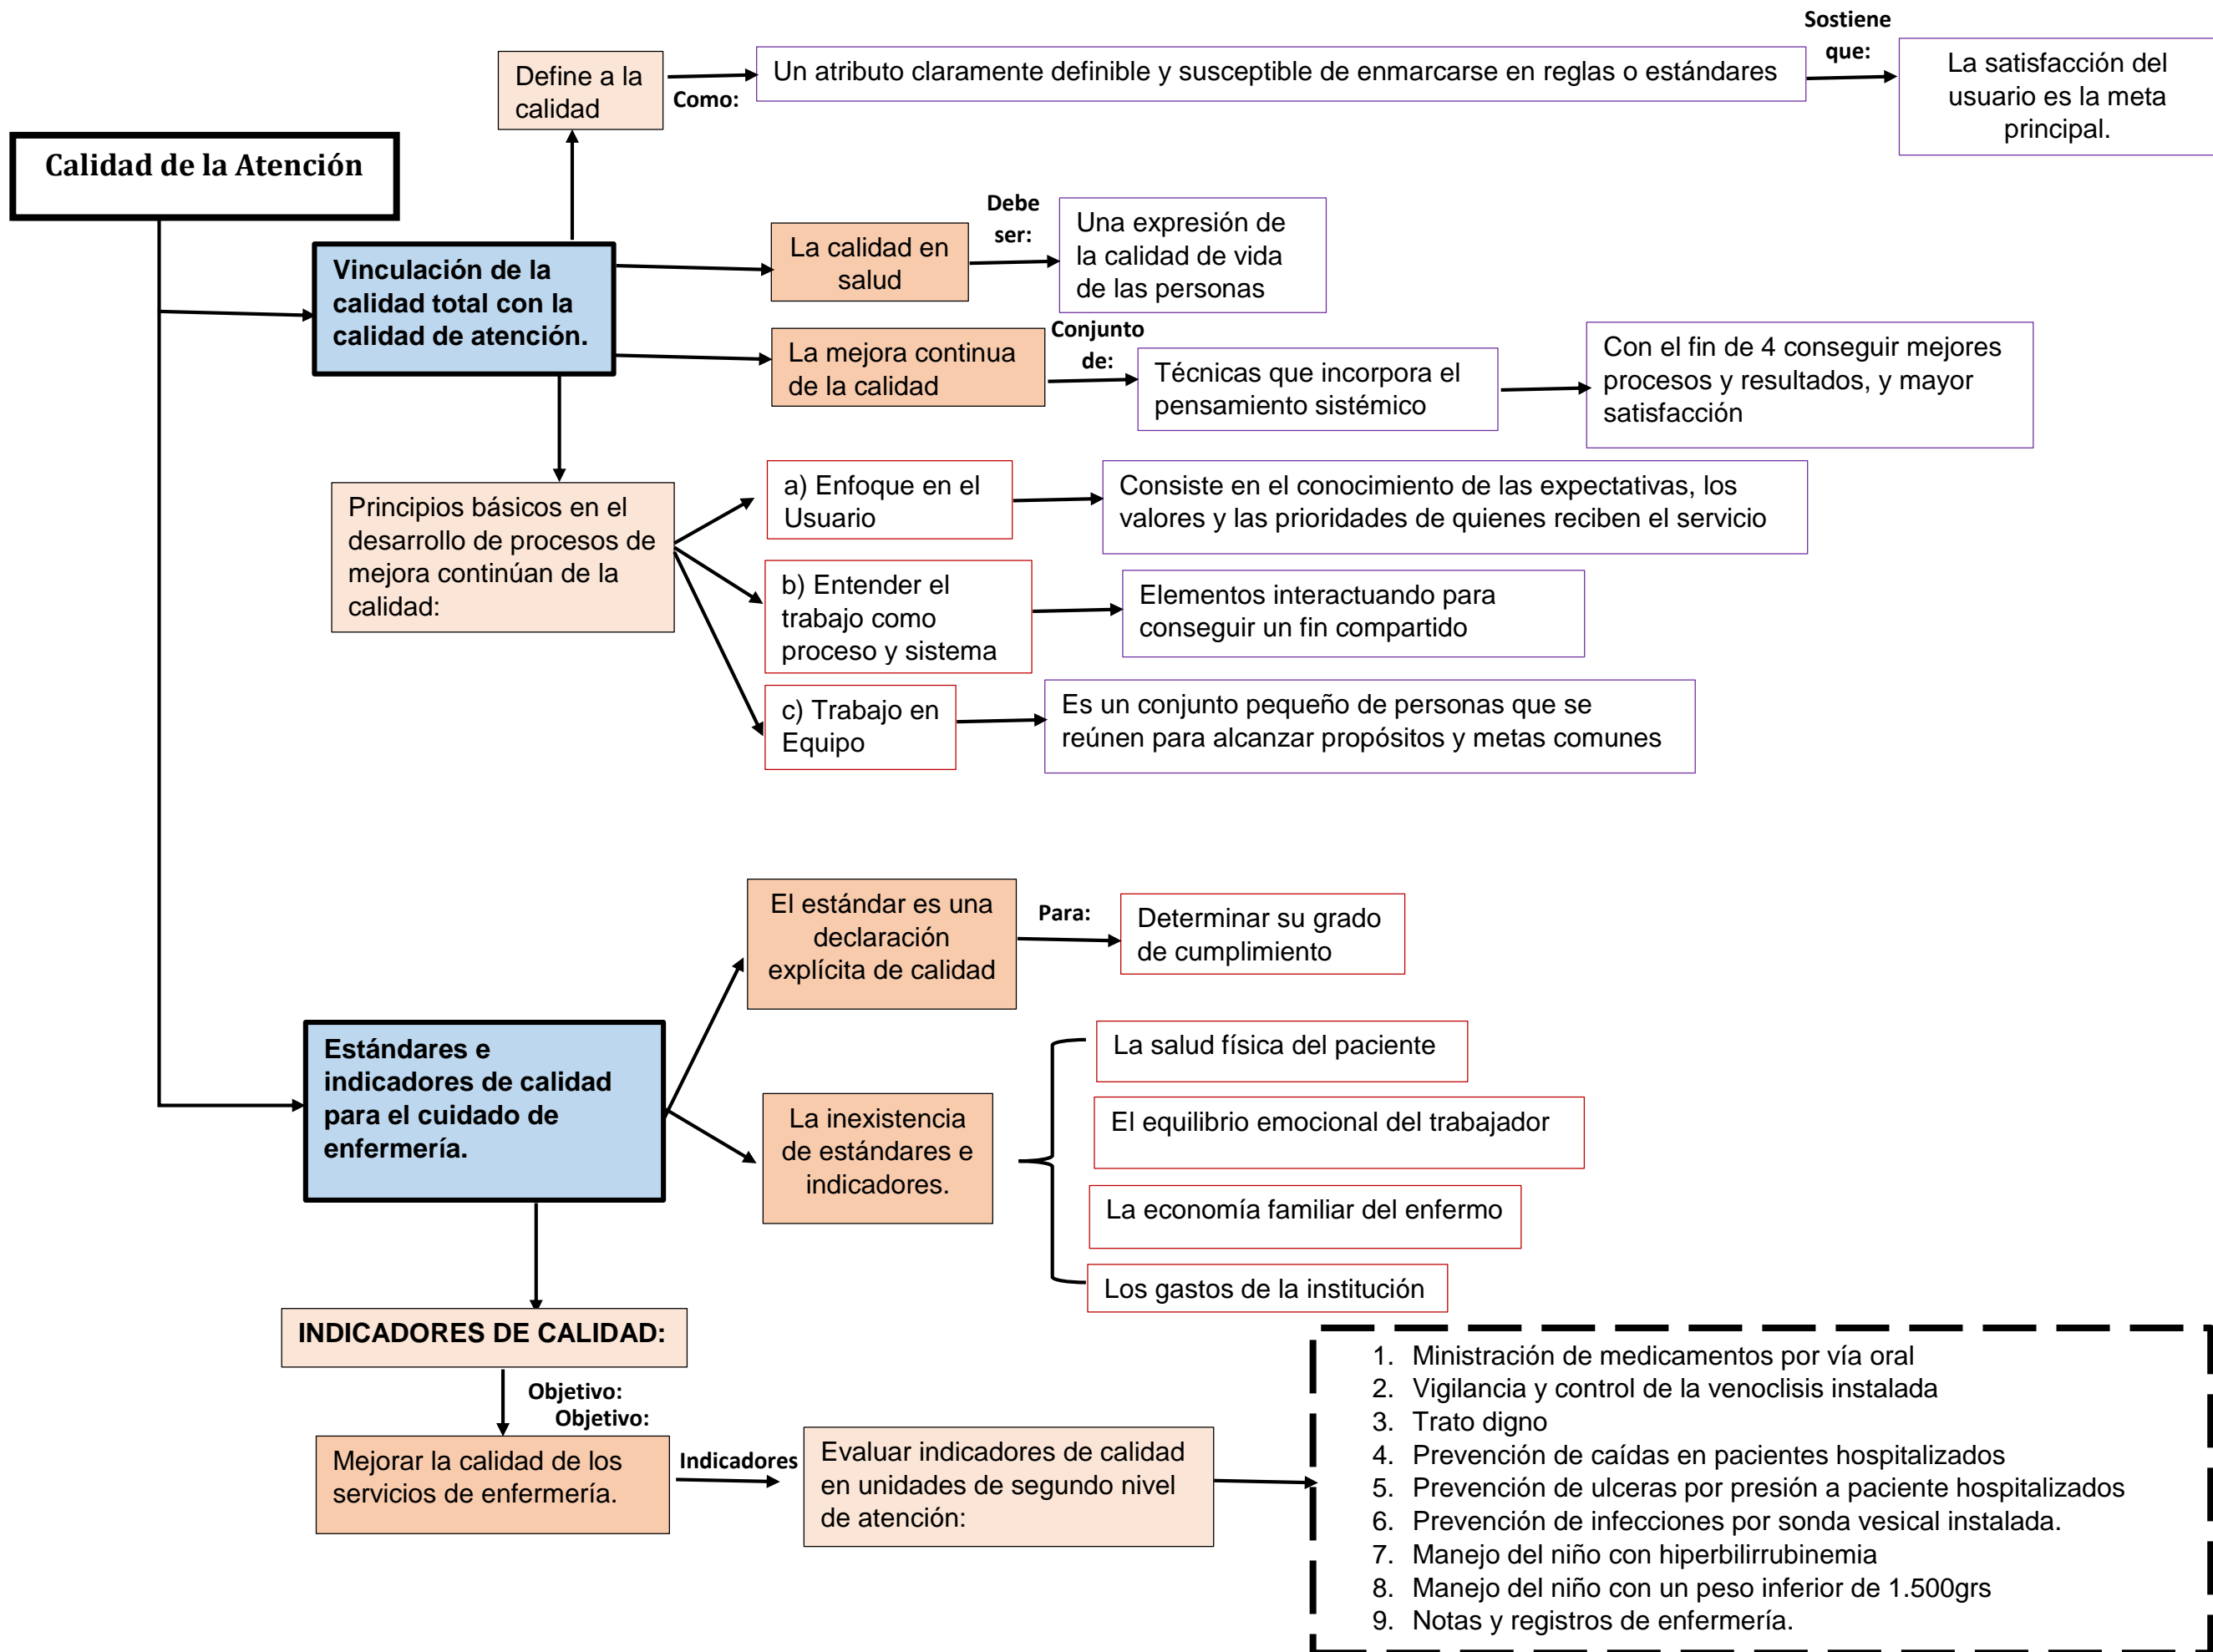 Calidad de la Atención
Define a la
calidad
Como:
Un atributo claramente definible y susceptible de enmarcarse en reglas o estándares
Sostiene
que:
La satisfacción del
usuario es la meta
principal.
Vinculación de la
calidad total con la
calidad de atención.
La calidad en
salud
Debe
ser:
Una expresión de
la calidad de vida
de las personas
La mejora continua
de la calidad
Conjunto
de:
Técnicas que incorpora el
pensamiento sistémico
Con el fin de 4 conseguir mejores
procesos y resultados, y mayor
satisfacción
Principios básicos en el
desarrollo de procesos de
mejora continúan de la
calidad:
a) Enfoque en el
Usuario
Consiste en el conocimiento de las expectativas, los
valores y las prioridades de quienes reciben el servicio
b) Entender el
trabajo como
proceso y sistema
Elementos interactuando para
conseguir un fin compartido
c) Trabajo en
Equipo
Es un conjunto pequeño de personas que se
reúnen para alcanzar propósitos y metas comunes
Estándares e
indicadores de calidad
para el cuidado de
enfermería.
El estándar es una
declaración
explícita de calidad
Para:
Determinar su grado
de cumplimiento
La inexistencia
de estándares e
indicadores.
La salud física del paciente
El equilibrio emocional del trabajador
La economía familiar del enfermo
Los gastos de la institución
INDICADORES DE CALIDAD:
Objetivo:
Objetivo:
Mejorar la calidad de los
servicios de enfermería.
Indicadores
Evaluar indicadores de calidad
en unidades de segundo nivel
de atención:
1. Ministración de medicamentos por vía oral
2. Vigilancia y control de la venoclisis instalada
3. Trato digno
4. Prevención de caídas en pacientes hospitalizados
5. Prevención de ulceras por presión a paciente hospitalizados
6. Prevención de infecciones por sonda vesical instalada.
7. Manejo del niño con hiperbilirrubinemia
8. Manejo del niño con un peso inferior de 1.500grs
9. Notas y registros de enfermería.